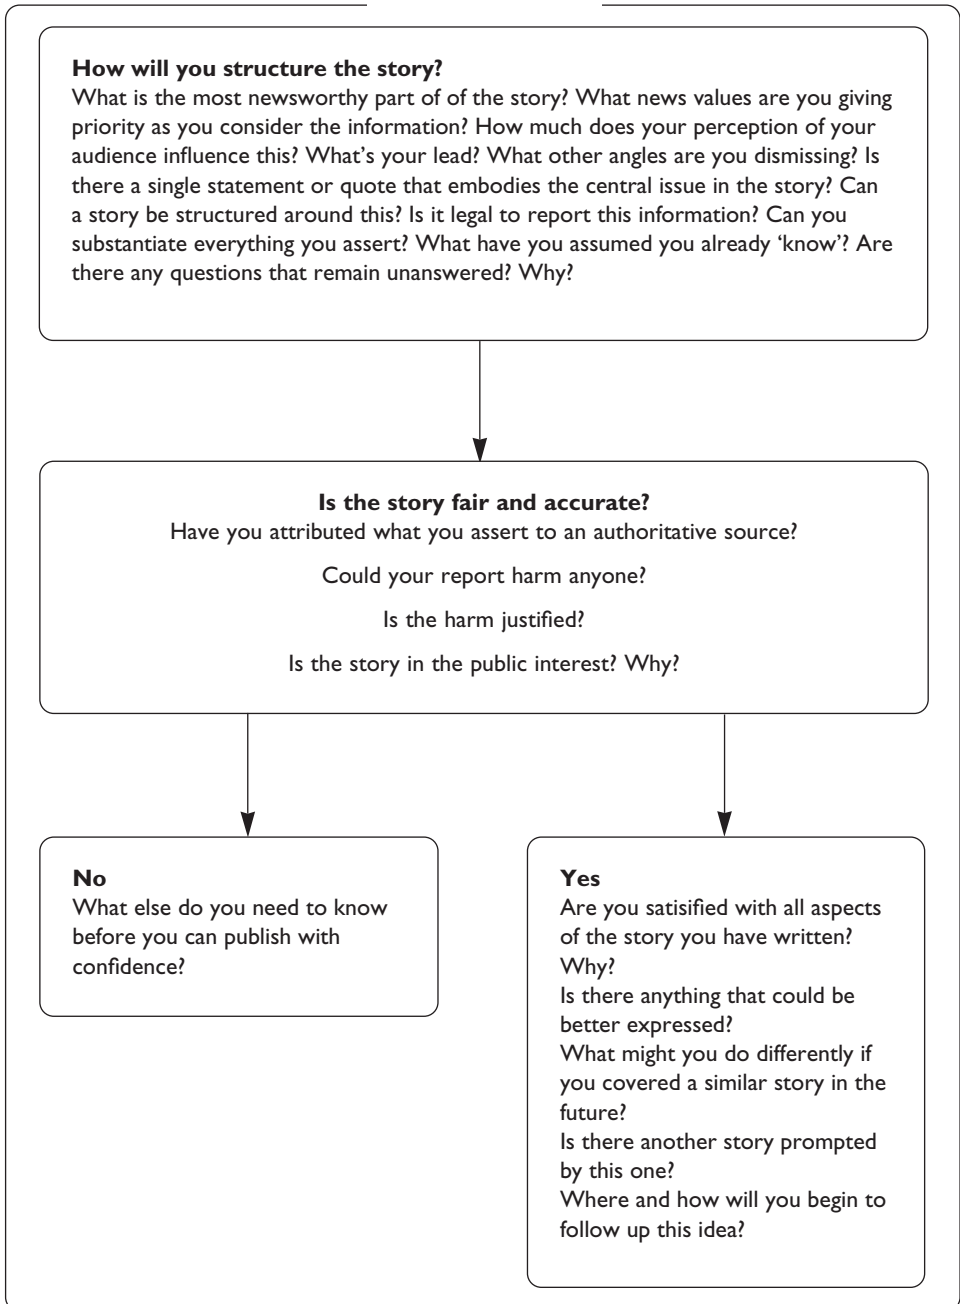 How will you structure the story?
What is the most newsworthy part of of the story? What news values are you giving
priority as you consider the information? How much does your perception of your
audience influence this? What’s your lead? What other angles are you dismissing? Is
there a single statement or quote that embodies the central issue in the story? Can
a story be structured around this? Is it legal to report this information? Can you
substantiate everything you assert? What have you assumed you already ‘know’? Are
there any questions that remain unanswered? Why?
Is the story fair and accurate?
Have you attributed what you assert to an authoritative source?
Could your report harm anyone?
Is the harm justified?
Is the story in the public interest? Why?
No
What else do you need to know
before you can publish with
confidence?
Yes
Are you satisified with all aspects
of the story you have written?
Why?
Is there anything that could be
better expressed?
What might you do differently if
you covered a similar story in the
future?
Is there another story prompted
by this one?
Where and how will you begin to
follow up this idea?